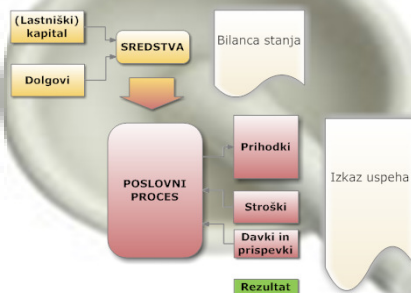 (Lastniški)
kapital
SREDSTVA
Dolgovi
Bilanca stanja
POSLOVNI
PROCES
Prihodki
Stroški
Davki in
prispevki
Izkaz uspeha
Rezultat